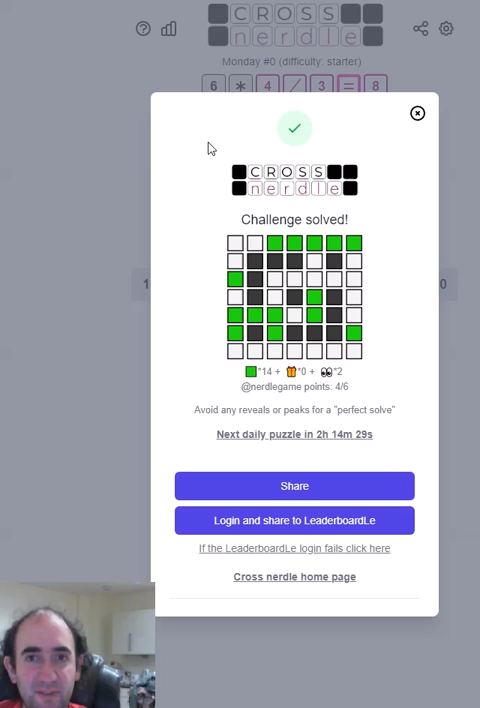 CROSS
nerdle
Monday #0 (difficulty: starter)
6 * 4 / 3 = 8
CROSS
nerdle
Challenge solved!
1
0
*14 + *0 + *2
@nerdlegame points: 4/6
Avoid any reveals or peaks for a "perfect solve"
Next daily puzzle in 2h 14m 29s
Share
Login and share to LeaderboardLe
If the LeaderboardLe login fails click here
Cross nerdle home page